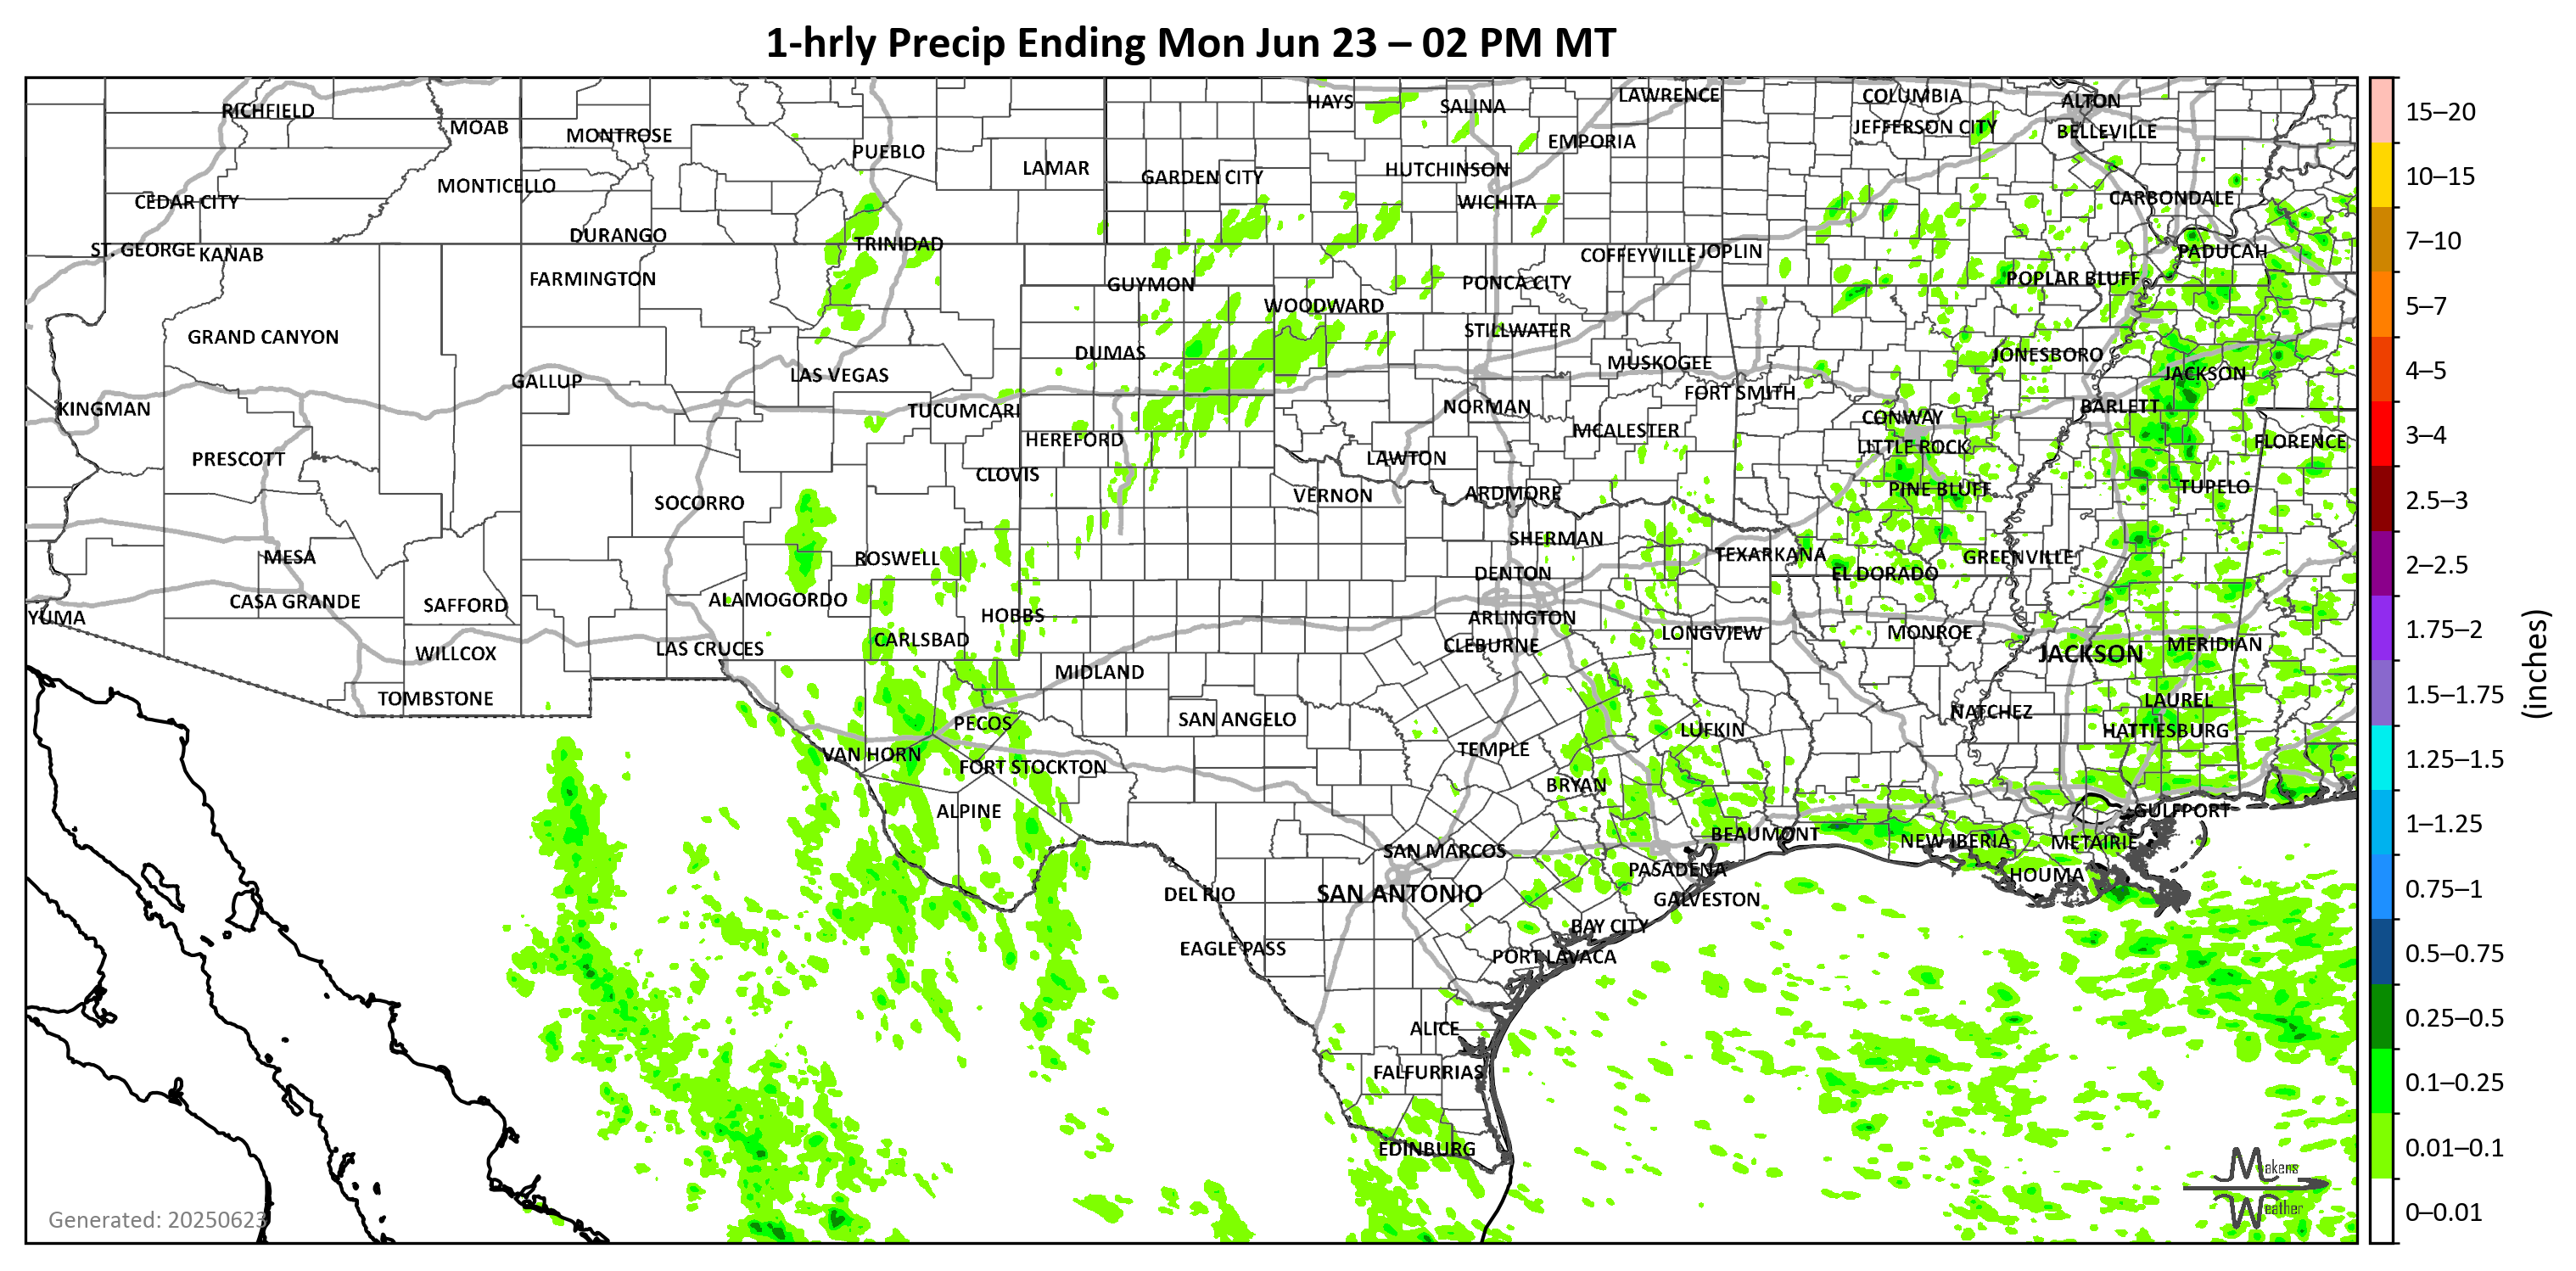 1-hrly Precip Ending Mon Jun 23 – 02 PM MT
RICHFIELD
MOAB
MONTROSE
PUEBLO
LAMAR
HAYS
SALINA
LAWRENCE
COLUMBIA
ALTON
JEFFERSON CITY
BELLEVILLE
EMPORIA
HUTCHINSON
GARDEN CITY
MONTICELLO
CEDAR CITY
WICHITA
CARBONDALE
DURANGO
TRINIDAD
ST. GEORGE
KANAB
COFFEYVILLE
JOPLIN
PADUCAH
FARMINGTON
GUYMON
PONCA CITY
POPLAR BLUFF
WOODWARD
GRAND CANYON
STILLWATER
DUMAS
MUSKOGEE
JONESBORO
GALLUP
LAS VEGAS
JACKSON
FORT SMITH
KINGMAN
TUCUMCARI
NORMAN
BARLETT
CONWAY
HEREFORD
MCALESTER
LITTLE ROCK
FLORENCE
PRESCOTT
LAWTON
CLOVIS
VERNON
ARDMORE
PINE BLUFF
TUPELO
SOCORRO
SHERMAN
MESA
ROSWELL
TEXARKANA
GREENVILLE
DENTON
EL DORADO
CASA GRANDE
SAFFORD
ALAMOGORDO
HOBBS
YUMA
ARLINGTON
CARLSBAD
CLEBURNE
LONGVIEW
MONROE
MERIDIAN
WILLCOX
LAS CRUCES
JACKSON
MIDLAND
TOMBSTONE
LAUREL
NATCHEZ
PECOS
SAN ANGELO
LUFKIN
HATTIESBURG
VAN HORN
TEMPLE
FORT STOCKTON
BRYAN
ALPINE
GULFPORT
BEAUMONT
NEW IBERIA
METAIRIE
SAN MARCOS
PASADENA
HOUMA
DEL RIO
SAN ANTONIO
GALVESTON
BAY CITY
EAGLE PASS
PORT LAVACA
ALICE
FALFURRIAS
EDINBURG
Makens
Weather
Generated: 20250623
15–20
10–15
7–10
5–7
4–5
3–4
2.5–3
2–2.5
1.75–2
1.5–1.75
1.25–1.5
1–1.25
0.75–1
0.5–0.75
0.25–0.5
0.1–0.25
0.01–0.1
0–0.01
(inches)